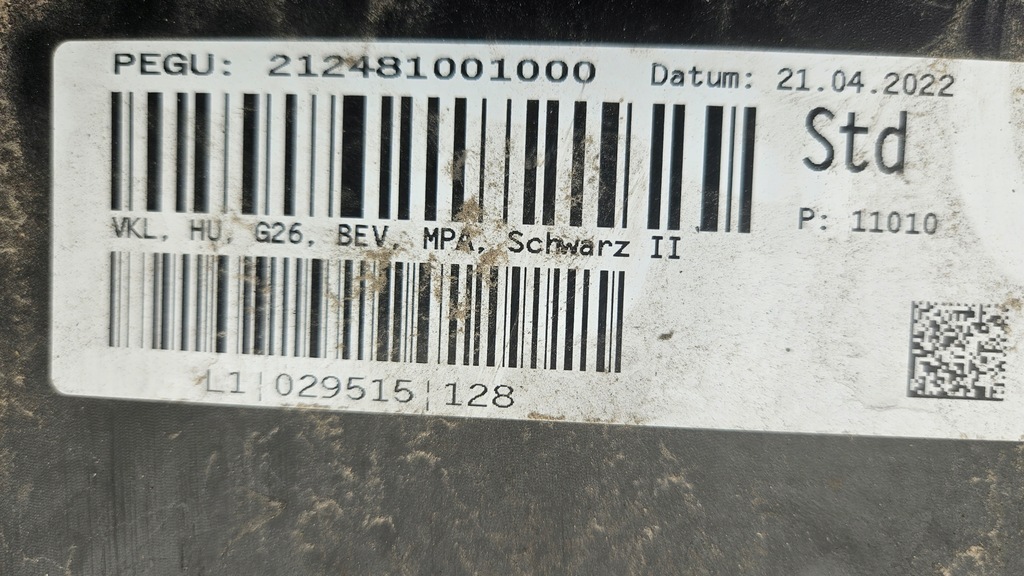 PEGU: 212481001000 Datum: 21.04.2022
Std
P: 11010
VKL, HU, G26, BEV, MPA, Schwarz II
L1|029515|128